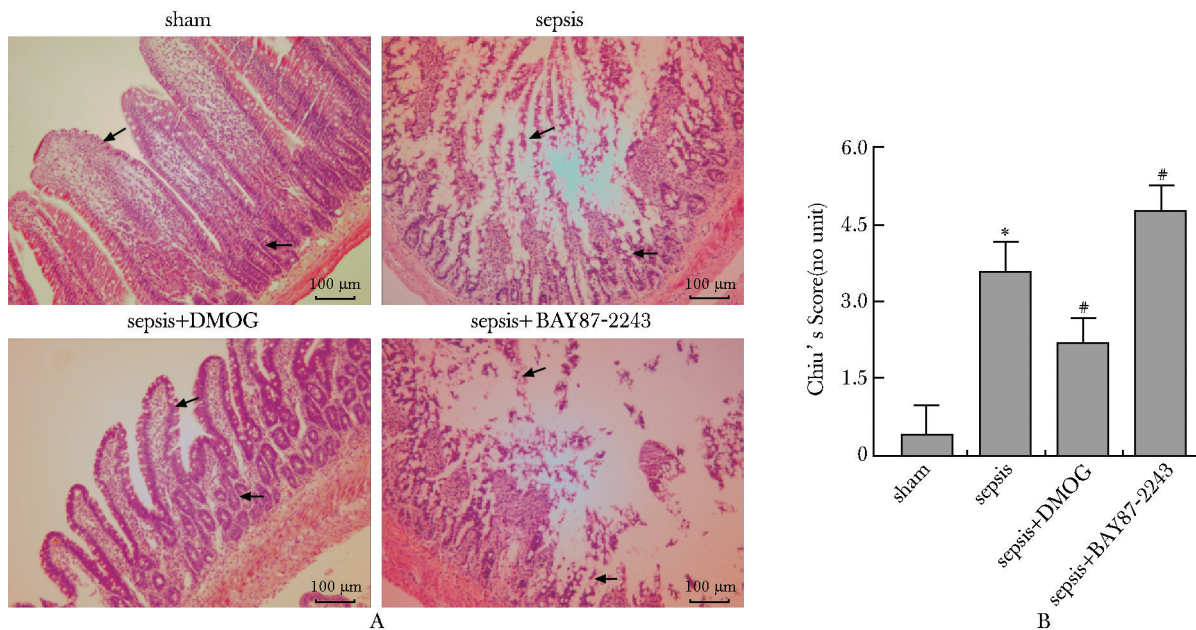 sham
sepsis
100 μm
100 μm
sepsis+DMOG
sepsis+BAY87-2243
100 μm
100 μm
A
Chiu's Score(no unit)
6.0
4.5
3.0
1.5
0
*
#
#
sham
sepsis
sepsis+DMOG
sepsis+BAY87-2243
B